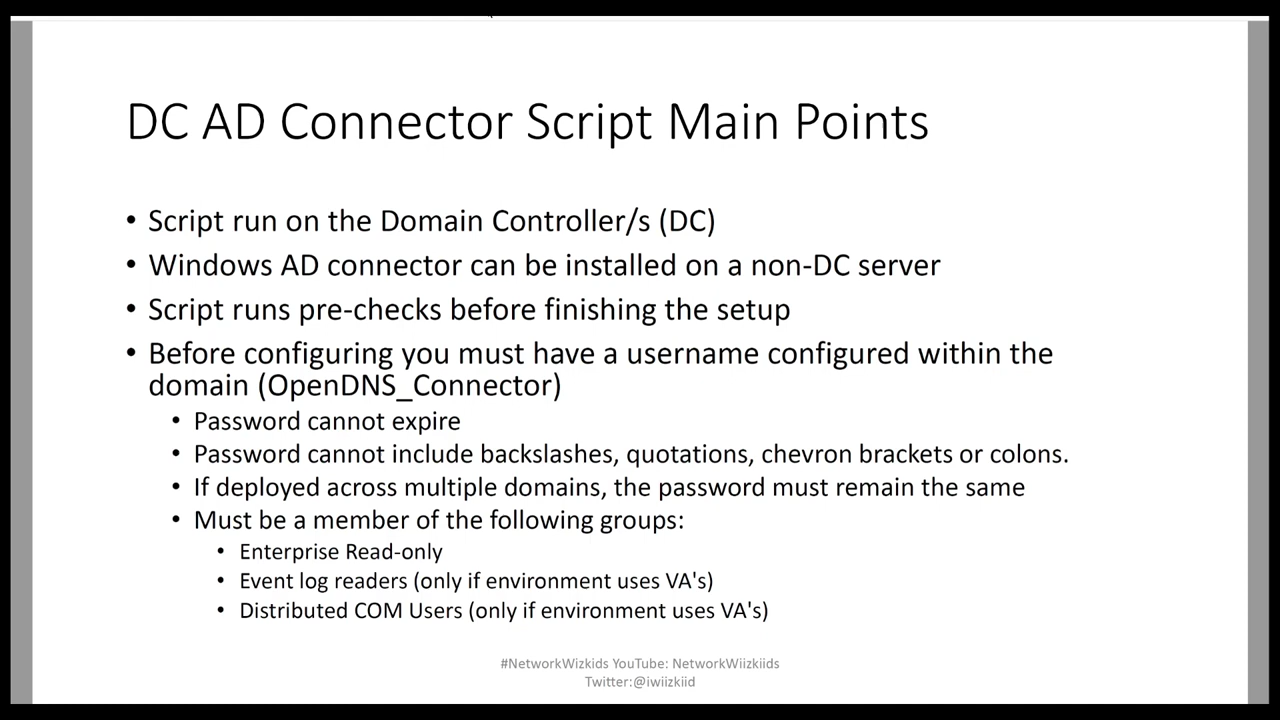 DC AD Connector Script Main Points
• Script run on the Domain Controller/s (DC)
• Windows AD connector can be installed on a non-DC server
• Script runs pre-checks before finishing the setup
• Before configuring you must have a username configured within the
domain (OpenDNS_Connector)
• Password cannot expire
• Password cannot include backslashes, quotations, chevron brackets or colons.
• If deployed across multiple domains, the password must remain the same
• Must be a member of the following groups:
• Enterprise Read-only
• Event log readers (only if environment uses VA's)
• Distributed COM Users (only if environment uses VA's)
#NetworkWizkids YouTube: NetworkWiizkiids
Twitter:@iwiizkiid